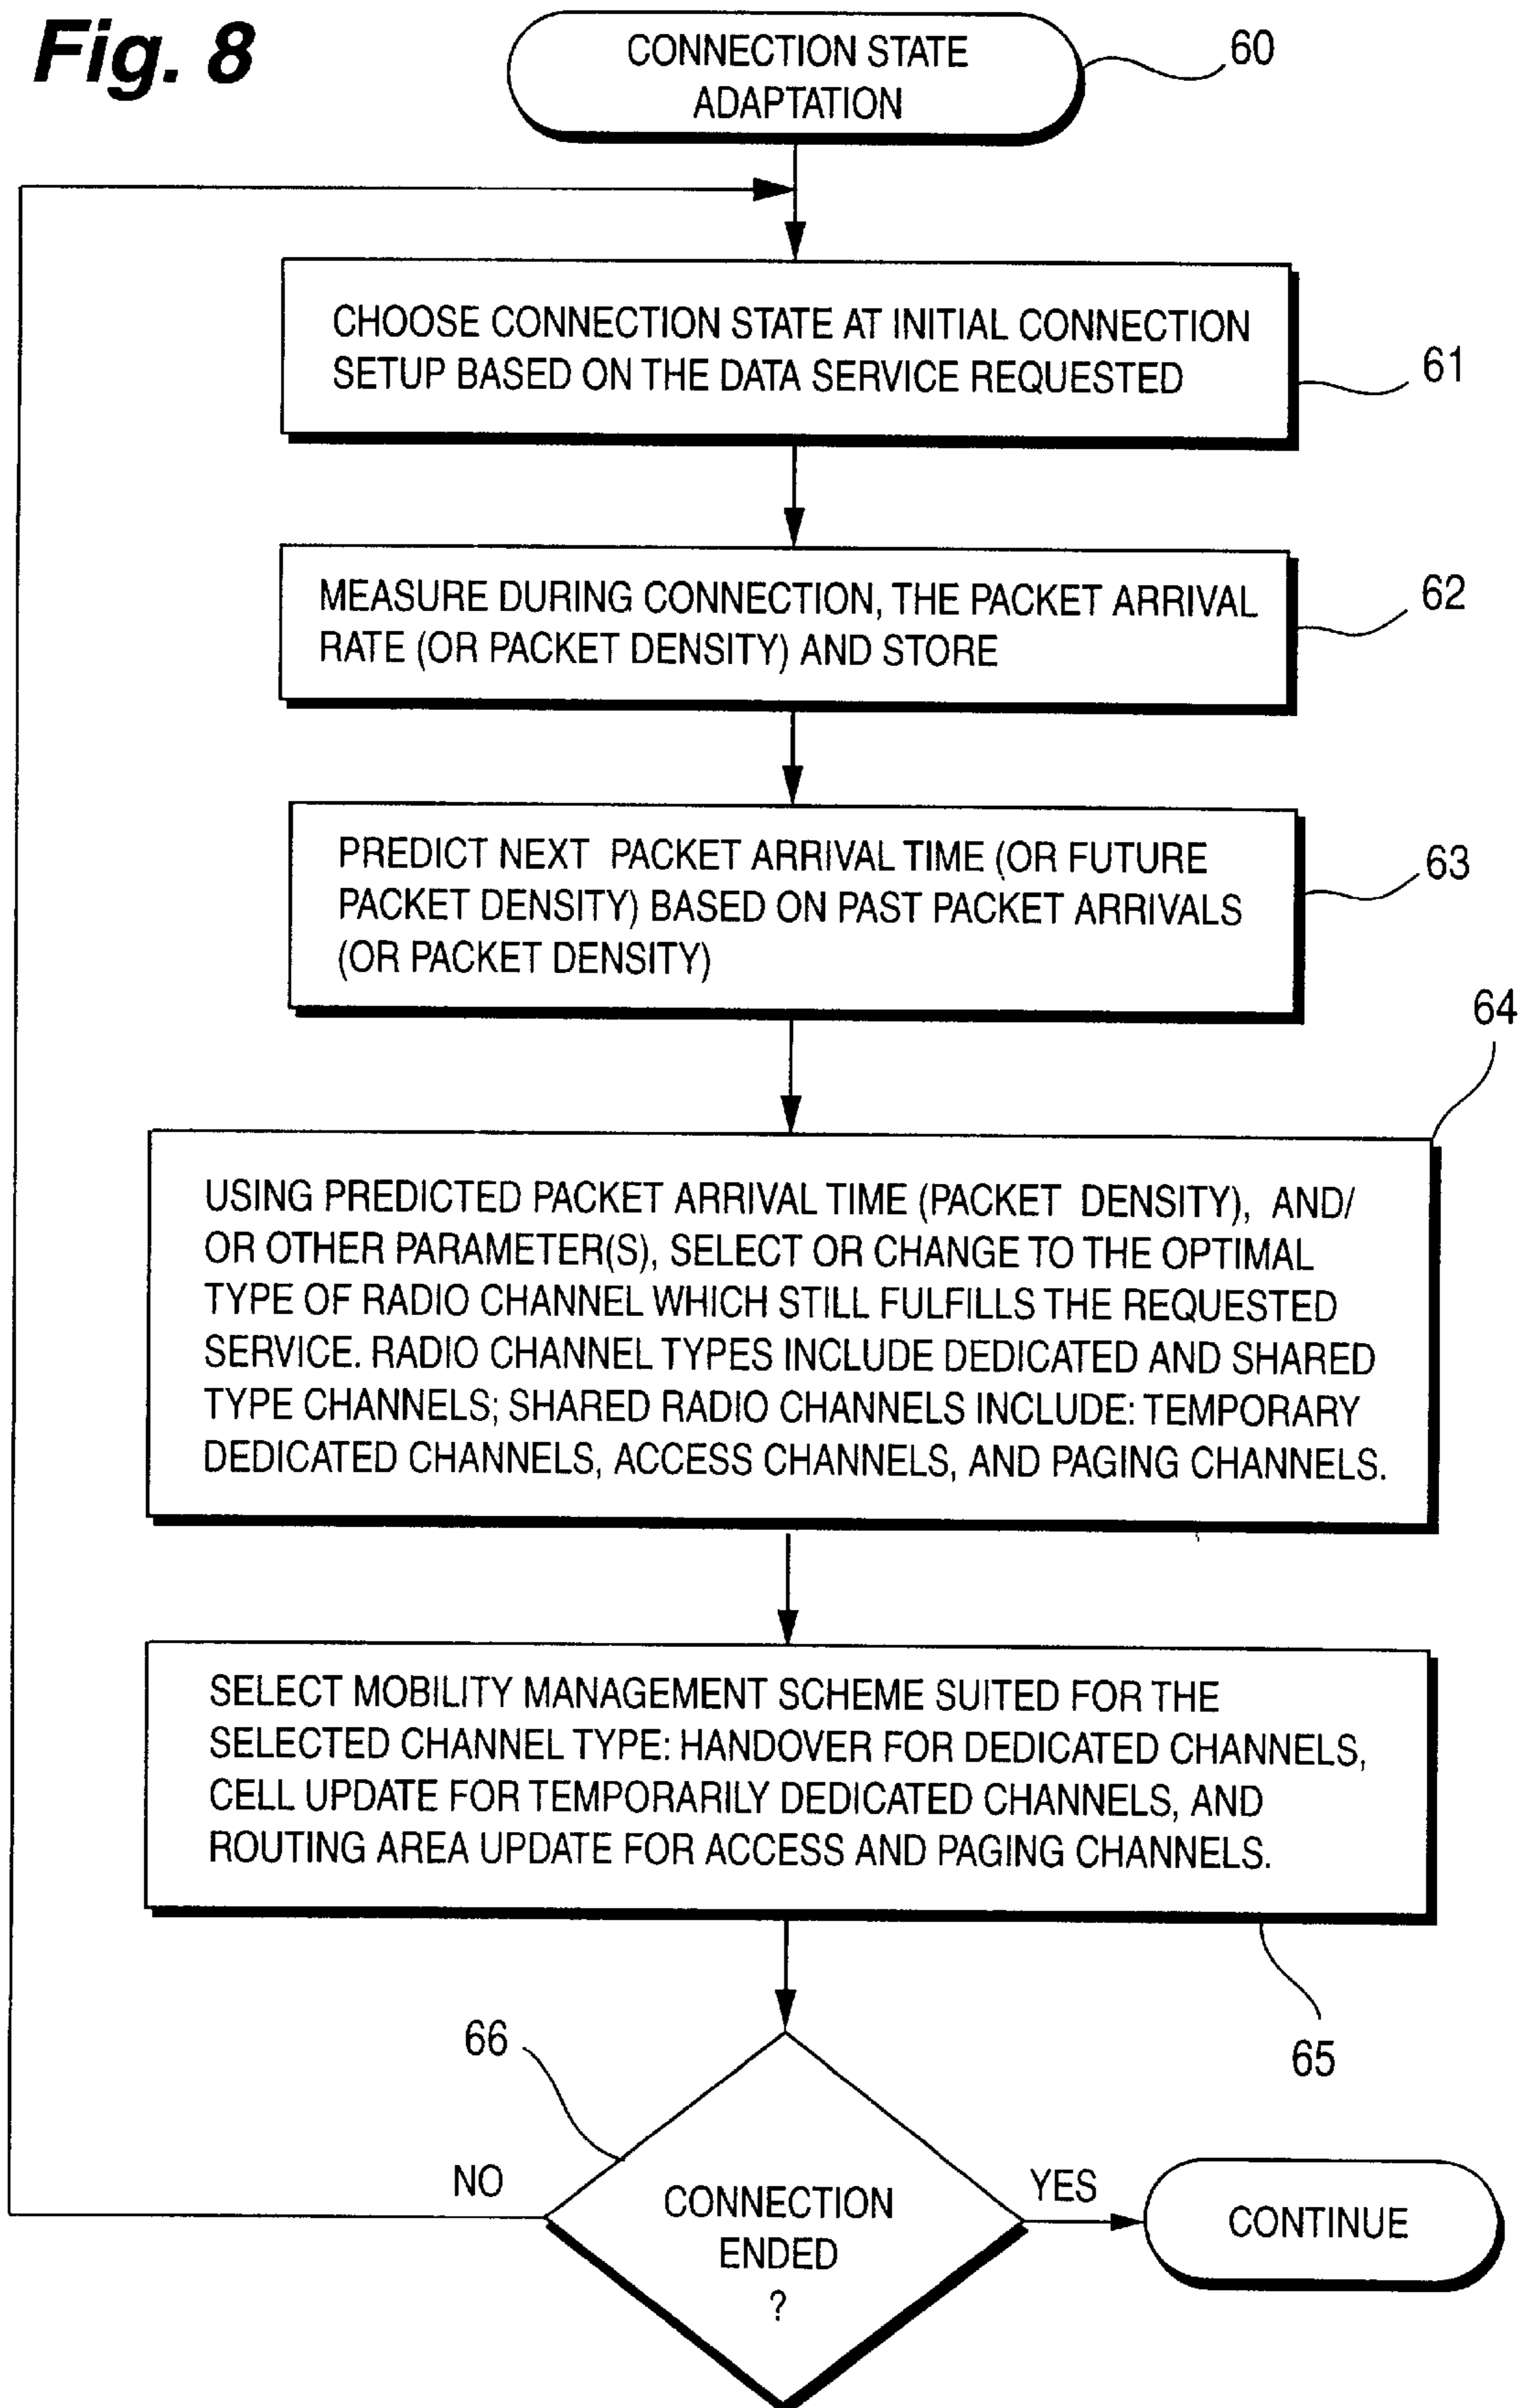 Fig. 8
CONNECTION STATE
ADAPTATION
60
CHOOSE CONNECTION STATE AT INITIAL CONNECTION
SETUP BASED ON THE DATA SERVICE REQUESTED
61
MEASURE DURING CONNECTION, THE PACKET ARRIVAL
RATE (OR PACKET DENSITY) AND STORE
62
PREDICT NEXT PACKET ARRIVAL TIME (OR FUTURE
PACKET DENSITY) BASED ON PAST PACKET ARRIVALS
(OR PACKET DENSITY)
63
64
USING PREDICTED PACKET ARRIVAL TIME (PACKET DENSITY), AND/
OR OTHER PARAMETER(S), SELECT OR CHANGE TO THE OPTIMAL
TYPE OF RADIO CHANNEL WHICH STILL FULFILLS THE REQUESTED
SERVICE. RADIO CHANNEL TYPES INCLUDE DEDICATED AND SHARED
TYPE CHANNELS; SHARED RADIO CHANNELS INCLUDE: TEMPORARY
DEDICATED CHANNELS, ACCESS CHANNELS, AND PAGING CHANNELS.
SELECT MOBILITY MANAGEMENT SCHEME SUITED FOR THE
SELECTED CHANNEL TYPE: HANDOVER FOR DEDICATED CHANNELS,
CELL UPDATE FOR TEMPORARILY DEDICATED CHANNELS, AND
ROUTING AREA UPDATE FOR ACCESS AND PAGING CHANNELS.
65
66
NO
CONNECTION
ENDED
?
YES
CONTINUE